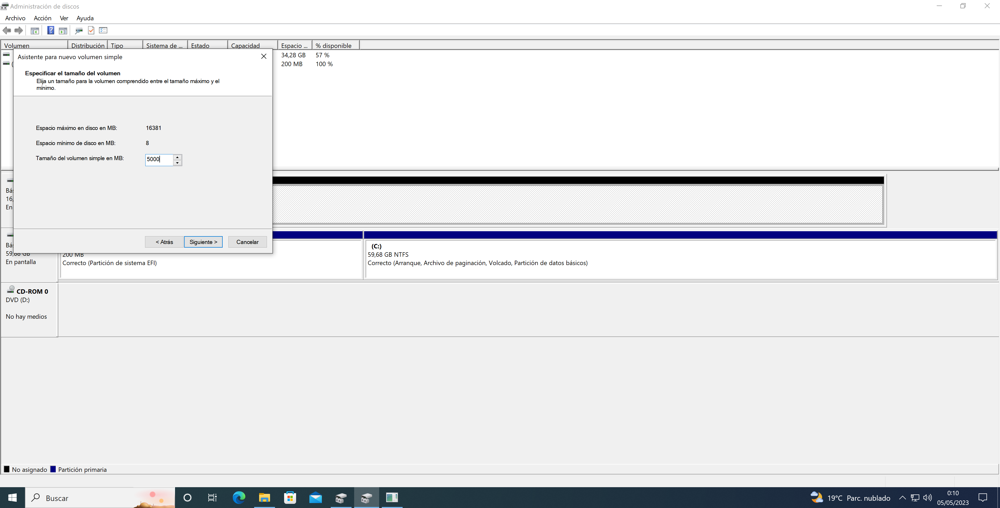 Administración de discos
Archivo Acción Ver Ayuda
Volumen Distribución Tipo Sistema de ... Estado Capacidad Espacio ... % disponible
34,28 GB 57 %
200 MB 100 %
Asistente para nuevo volumen simple
Especificar el tamaño del volumen
Elija un tamaño para la volumen comprendido entre el tamaño máximo y el
mínimo.
Espacio máximo en disco en MB: 16381
Espacio mínimo de disco en MB: 8
Tamaño del volumen simple en MB: 5000
< Atrás Siguiente > Cancelar
Bás
16,
En
Bás
59,68 GB
En pantalla
200 MB
Correcto (Partición de sistema EFI)
(C:)
59,68 GB NTFS
Correcto (Arranque, Archivo de paginación, Volcado, Partición de datos básicos)
CD-ROM 0
DVD (D:)
No hay medios
No asignado Partición primaria
Buscar
19°C Parc. nublado
0:10
05/05/2023